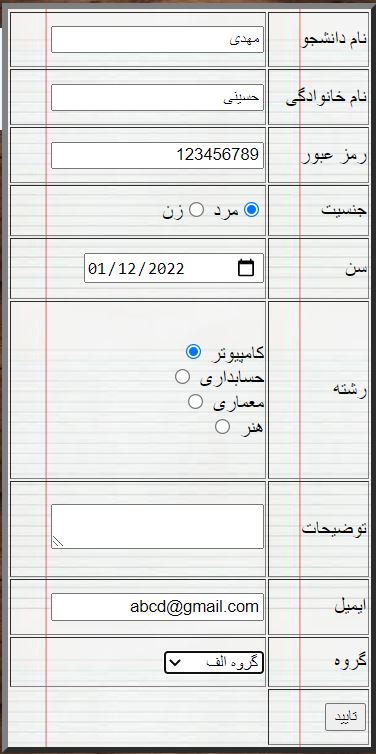 نام دانشجو مهدی
نام خانوادگی حسینی
رمز عبور 123456789
جنسیت مرد زن
سن 01/12/2022
رشته
کامپیوتر
حسابداری
معماری
هنر
توضیحات
ایمیل abcd@gmail.com
گروه گروه الف
تایید